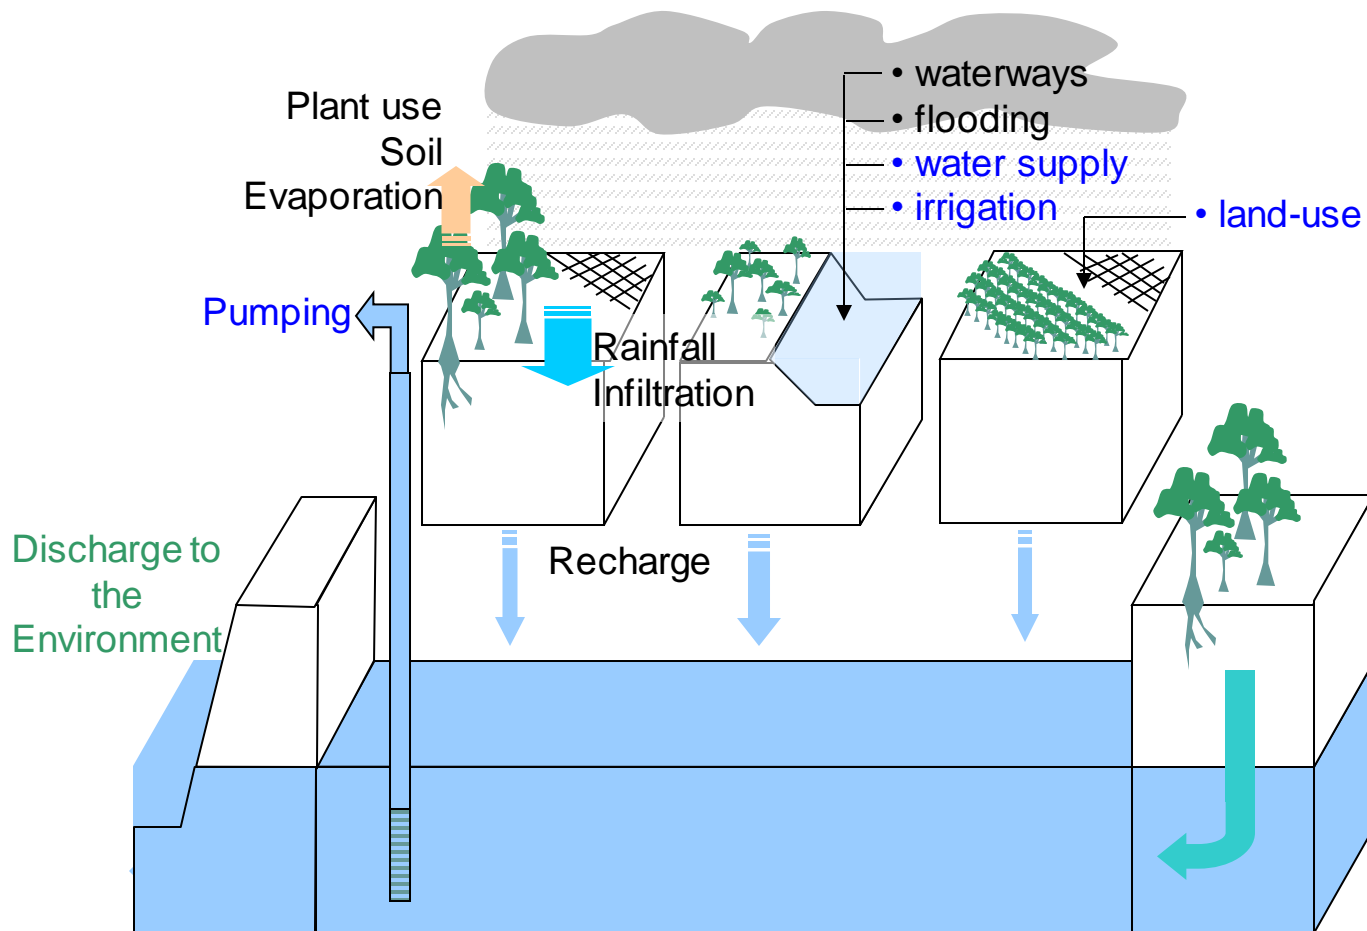 Plant use
Soil
Evaporation
• waterways
• flooding
• water supply
• irrigation
• land-use
Pumping
Rainfall
Infiltration
Recharge
Discharge to
the
Environment